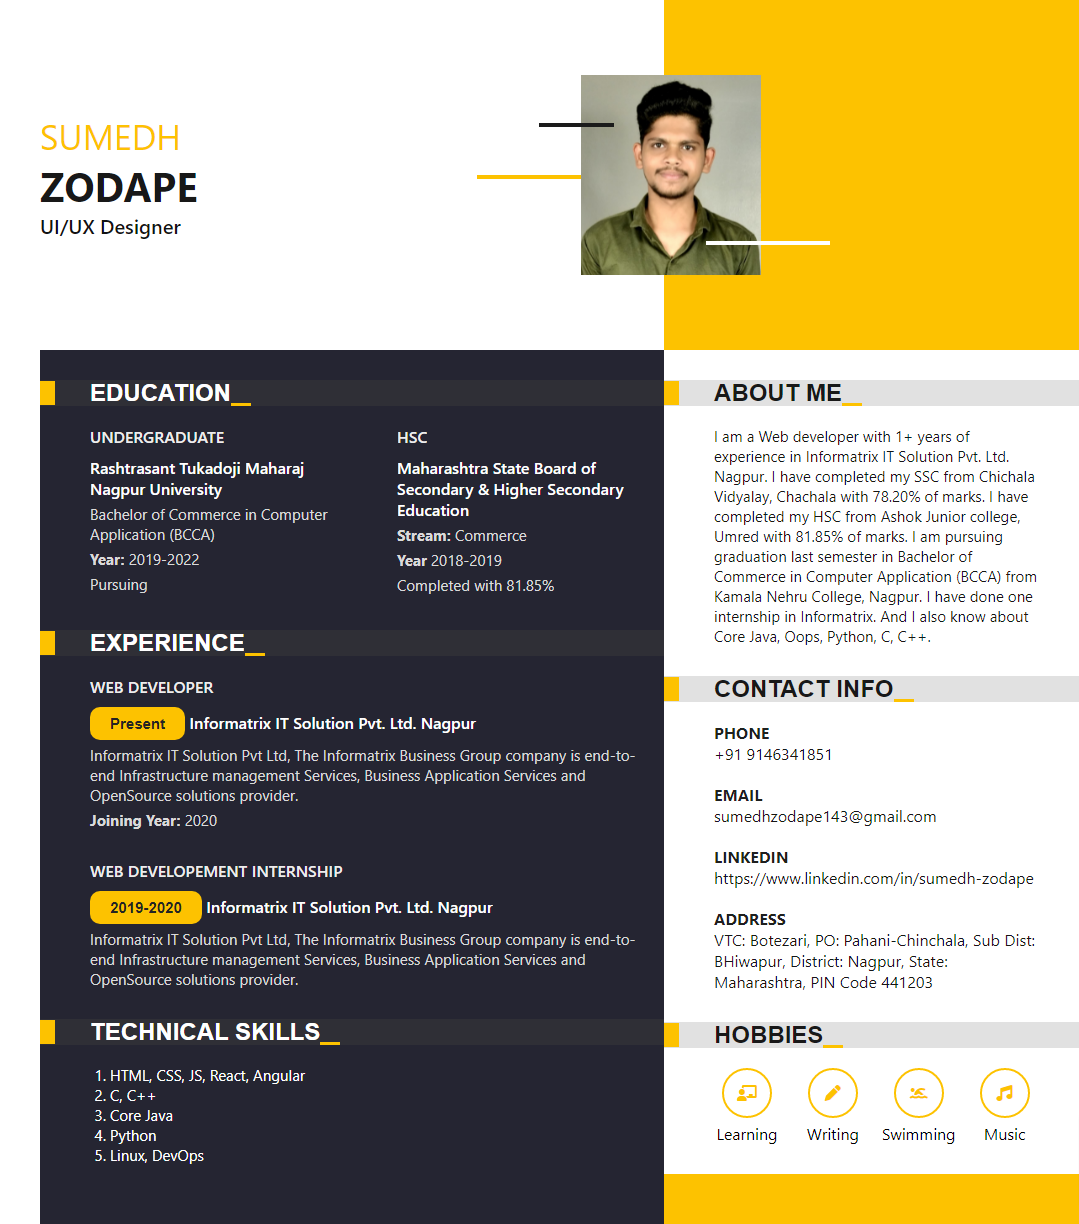 SUMEDH
ZODAPE
UI/UX Designer
EDUCATION_
UNDERGRADUATE
Rashtrasant Tukadoji Maharaj
Nagpur University
Bachelor of Commerce in Computer
Application (BCCA)
Year: 2019-2022
Pursuing
HSC
Maharashtra State Board of
Secondary & Higher Secondary
Education
Stream: Commerce
Year 2018-2019
Completed with 81.85%
EXPERIENCE_
WEB DEVELOPER
Present Informatrix IT Solution Pvt. Ltd. Nagpur
Informatrix IT Solution Pvt Ltd, The Informatrix Business Group company is end-to-
end Infrastructure management Services, Business Application Services and
OpenSource solutions provider.
Joining Year: 2020
WEB DEVELOPEMENT INTERNSHIP
2019-2020 Informatrix IT Solution Pvt. Ltd. Nagpur
Informatrix IT Solution Pvt Ltd, The Informatrix Business Group company is end-to-
end Infrastructure management Services, Business Application Services and
OpenSource solutions provider.
TECHNICAL SKILLS_
1. HTML, CSS, JS, React, Angular
2. C, C++
3. Core Java
4. Python
5. Linux, DevOps
ABOUT ME_
I am a Web developer with 1+ years of
experience in Informatrix IT Solution Pvt. Ltd.
Nagpur. I have completed my SSC from Chichala
Vidyalay, Chachala with 78.20% of marks. I have
completed my HSC from Ashok Junior college,
Umred with 81.85% of marks. I am pursuing
graduation last semester in Bachelor of
Commerce in Computer Application (BCCA) from
Kamala Nehru College, Nagpur. I have done one
internship in Informatrix. And I also know about
Core Java, Oops, Python, C, C++.
CONTACT INFO_
PHONE
+91 9146341851
EMAIL
sumedhzodape143@gmail.com
LINKEDIN
https://www.linkedin.com/in/sumedh-zodape
ADDRESS
VTC: Botezari, PO: Pahani-Chinchala, Sub Dist:
BHiwapur, District: Nagpur, State:
Maharashtra, PIN Code 441203
HOBBIES_
Learning Writing Swimming Music